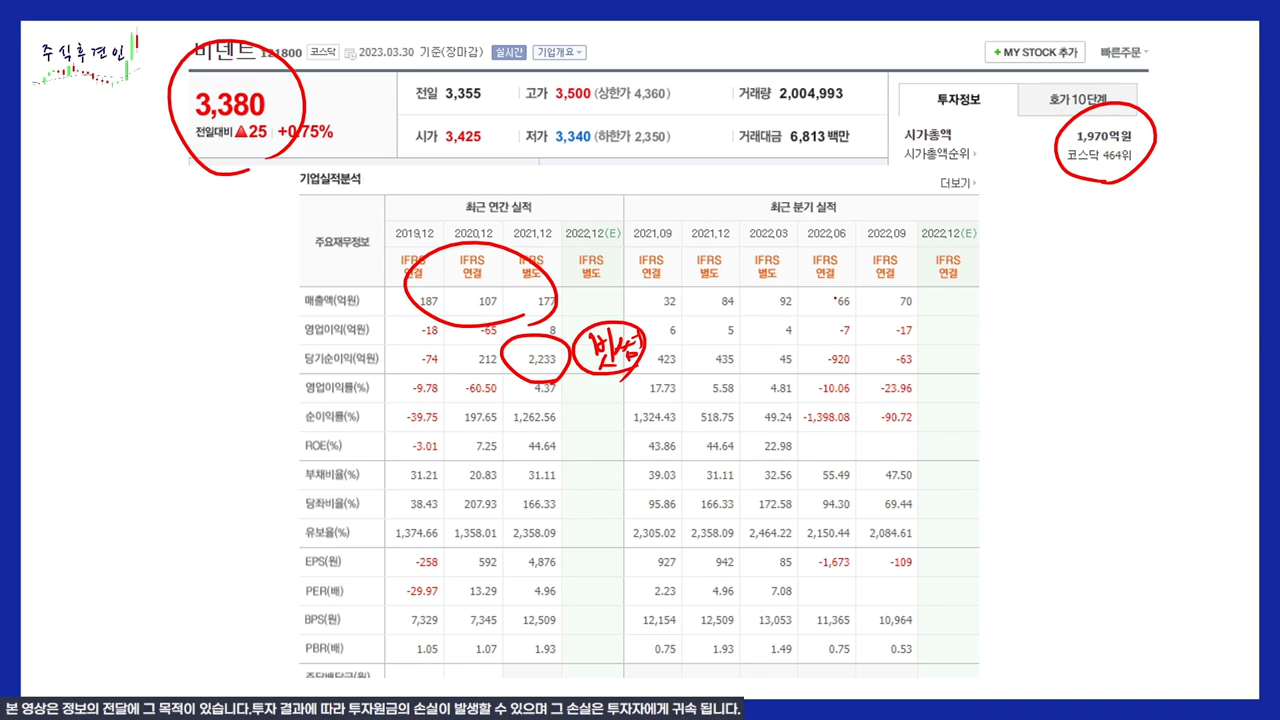 주식후견인
비덴트 121800 코스닥 2023.03.30 기준(장마감) 실시간 기업개요
+ MY STOCK 추가 빠른주문
3,380
전일대비 ▲25 +0.75%
전일 3,355 고가 3,500 (상한가 4,360) 거래량 2,004,993
시가 3,425 저가 3,340 (하한가 2,350) 거래대금 6,813 백만
투자정보 호가 10단계
시가총액 1,970억원
시가총액순위 코스닥 464위
기업실적분석 더보기
주요재무정보 최근 연간 실적 최근 분기 실적
2019.12 2020.12 2021.12 2022.12(E) 2021.09 2021.12 2022.03 2022.06 2022.09 2022.12(E)
IFRS IFRS IFRS IFRS IFRS IFRS IFRS IFRS IFRS IFRS
연결 연결 별도 별도 연결 별도 별도 연결 연결 연결
매출액(억원) 187 107 177 32 84 92 66 70
영업이익(억원) -18 -65 8 6 5 4 -7 -17
당기순이익(억원) -74 212 2,233 423 435 45 -920 -63
영업이익률(%) -9.78 -60.50 4.37 17.73 5.58 4.81 -10.06 -23.96
순이익률(%) -39.75 197.65 1,262.56 1,324.43 518.75 49.24 -1,398.08 -90.72
ROE(%) -3.01 7.25 44.64 43.86 44.64 22.98
부채비율(%) 31.21 20.83 31.11 39.03 31.11 32.56 55.49 47.50
당좌비율(%) 38.43 207.93 166.33 95.86 166.33 172.58 94.30 69.44
유보율(%) 1,374.66 1,358.01 2,358.09 2,305.02 2,358.09 2,464.22 2,150.44 2,084.61
EPS(원) -258 592 4,876 927 942 85 -1,673 -109
PER(배) -29.97 13.29 4.96 2.23 4.96 7.08
BPS(원) 7,329 7,345 12,509 12,154 12,509 13,053 11,365 10,964
PBR(배) 1.05 1.07 1.93 0.75 1.93 1.49 0.75 0.53
주당배당금(원)
본 영상은 정보의 전달에 그 목적이 있습니다.투자 결과에 따라 투자원금의 손실이 발생할 수 있으며 그 손실은 투자자에게 귀속 됩니다.